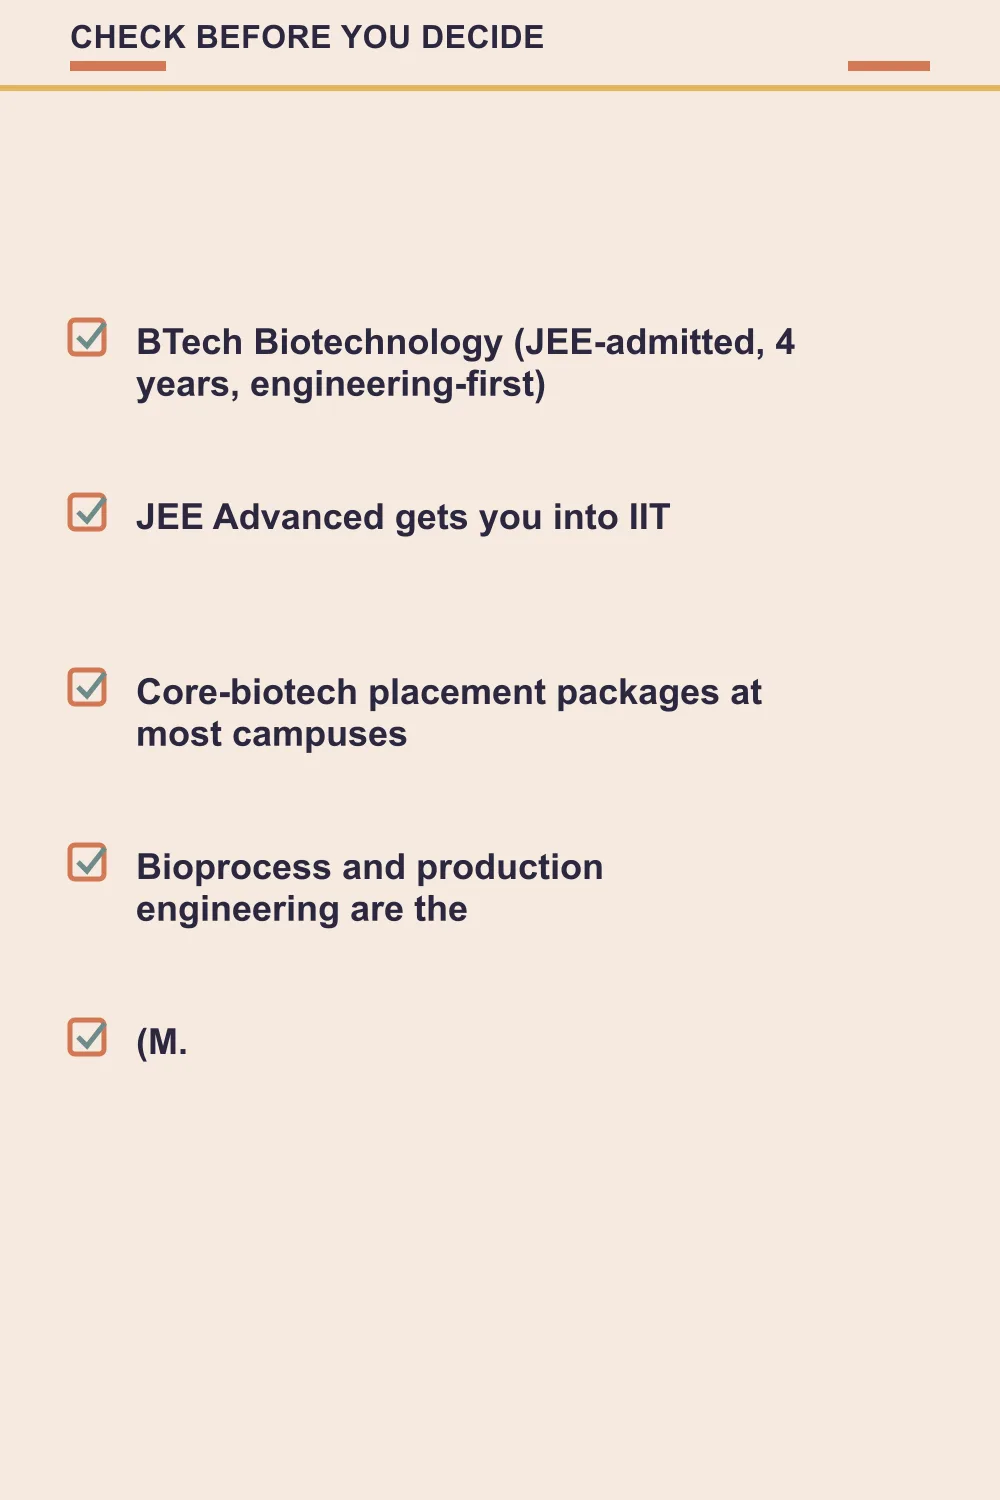 CHECK BEFORE YOU DECIDE
BTech Biotechnology (JEE-admitted, 4
years, engineering-first)
JEE Advanced gets you into IIT
Core-biotech placement packages at
most campuses
Bioprocess and production
engineering are the
(M.